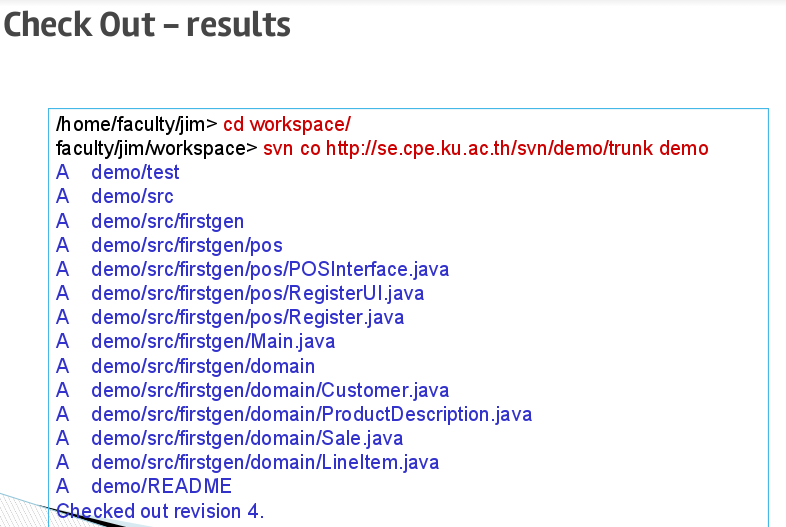 Check Out – results
/home/faculty/jim> cd workspace/
faculty/jim/workspace> svn co http://se.cpe.ku.ac.th/svn/demo/trunk demo
A demo/test
A demo/src
A demo/src/firstgen
A demo/src/firstgen/pos
A demo/src/firstgen/pos/POSInterface.java
A demo/src/firstgen/pos/RegisterUI.java
A demo/src/firstgen/pos/Register.java
A demo/src/firstgen/Main.java
A demo/src/firstgen/domain
A demo/src/firstgen/domain/Customer.java
A demo/src/firstgen/domain/ProductDescription.java
A demo/src/firstgen/domain/Sale.java
A demo/src/firstgen/domain/LineItem.java
A demo/README
Checked out revision 4.